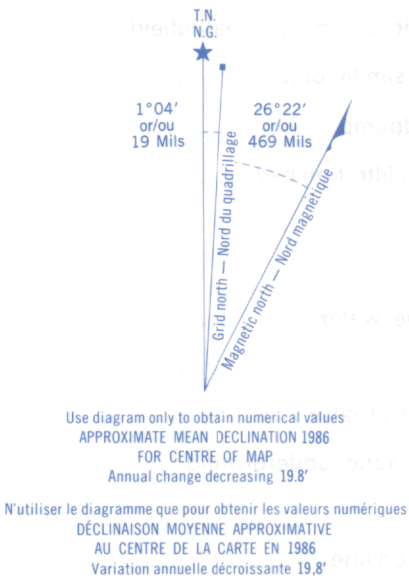 T.N.
N.G.
1°04′
or/ou
19 Mils
26°22′
or/ou
469 Mils
Grid north — Nord du quadrillage
Magnetic north — Nord magnetique
Use diagram only to obtain numerical values
APPROXIMATE MEAN DECLINATION 1986
FOR CENTRE OF MAP
Annual change decreasing 19.8′
N'utiliser le diagramme que pour obtenir les valeurs numériques
DÉCLINAISON MOYENNE APPROXIMATIVE
AU CENTRE DE LA CARTE EN 1986
Variation annuelle décroissante 19,8′